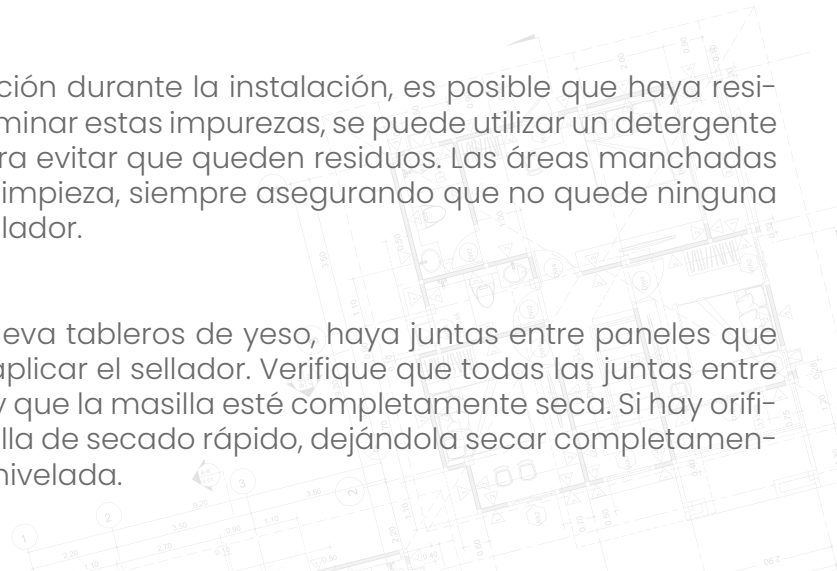 ción durante la instalación, es posible que haya resi-
minar estas impurezas, se puede utilizar un detergente
ra evitar que queden residuos. Las áreas manchadas
impieza, siempre asegurando que no quede ninguna
lador.
eva tableros de yeso, haya juntas entre paneles que
aplicar el sellador. Verifique que todas las juntas entre
y que la masilla esté completamente seca. Si hay orifi-
lla de secado rápido, dejándola secar completamen-
nivelada.